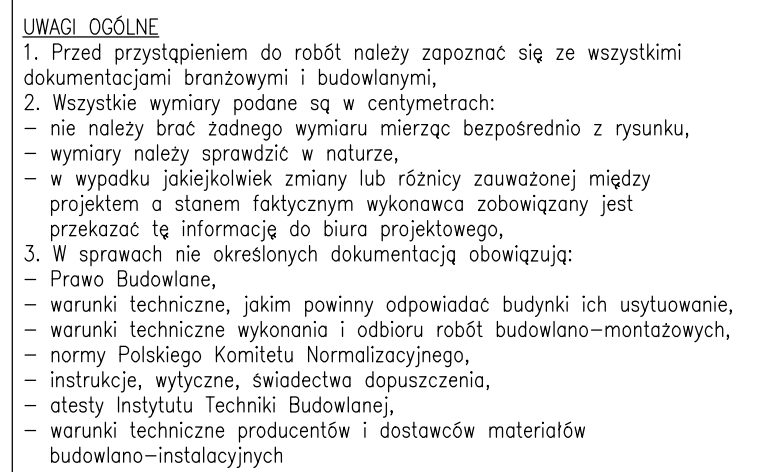 UWAGI OGÓLNE
1. Przed przystąpieniem do robót należy zapoznać się ze wszystkimi
dokumentacjami branżowymi i budowlanymi,
2. Wszystkie wymiary podane są w centymetrach:
– nie należy brać żadnego wymiaru mierząc bezpośrednio z rysunku,
– wymiary należy sprawdzić w naturze,
– w wypadku jakiejkolwiek zmiany lub różnicy zauważonej między
projektem a stanem faktycznym wykonawca zobowiązany jest
przekazać tę informację do biura projektowego,
3. W sprawach nie określonych dokumentacją obowiązują:
– Prawo Budowlane,
– warunki techniczne, jakim powinny odpowiadać budynki ich usytuowanie,
– warunki techniczne wykonania i odbioru robót budowlano–montażowych,
– normy Polskiego Komitetu Normalizacyjnego,
– instrukcje, wytyczne, świadectwa dopuszczenia,
– atesty Instytutu Techniki Budowlanej,
– warunki techniczne producentów i dostawców materiałów
budowlano–instalacyjnych